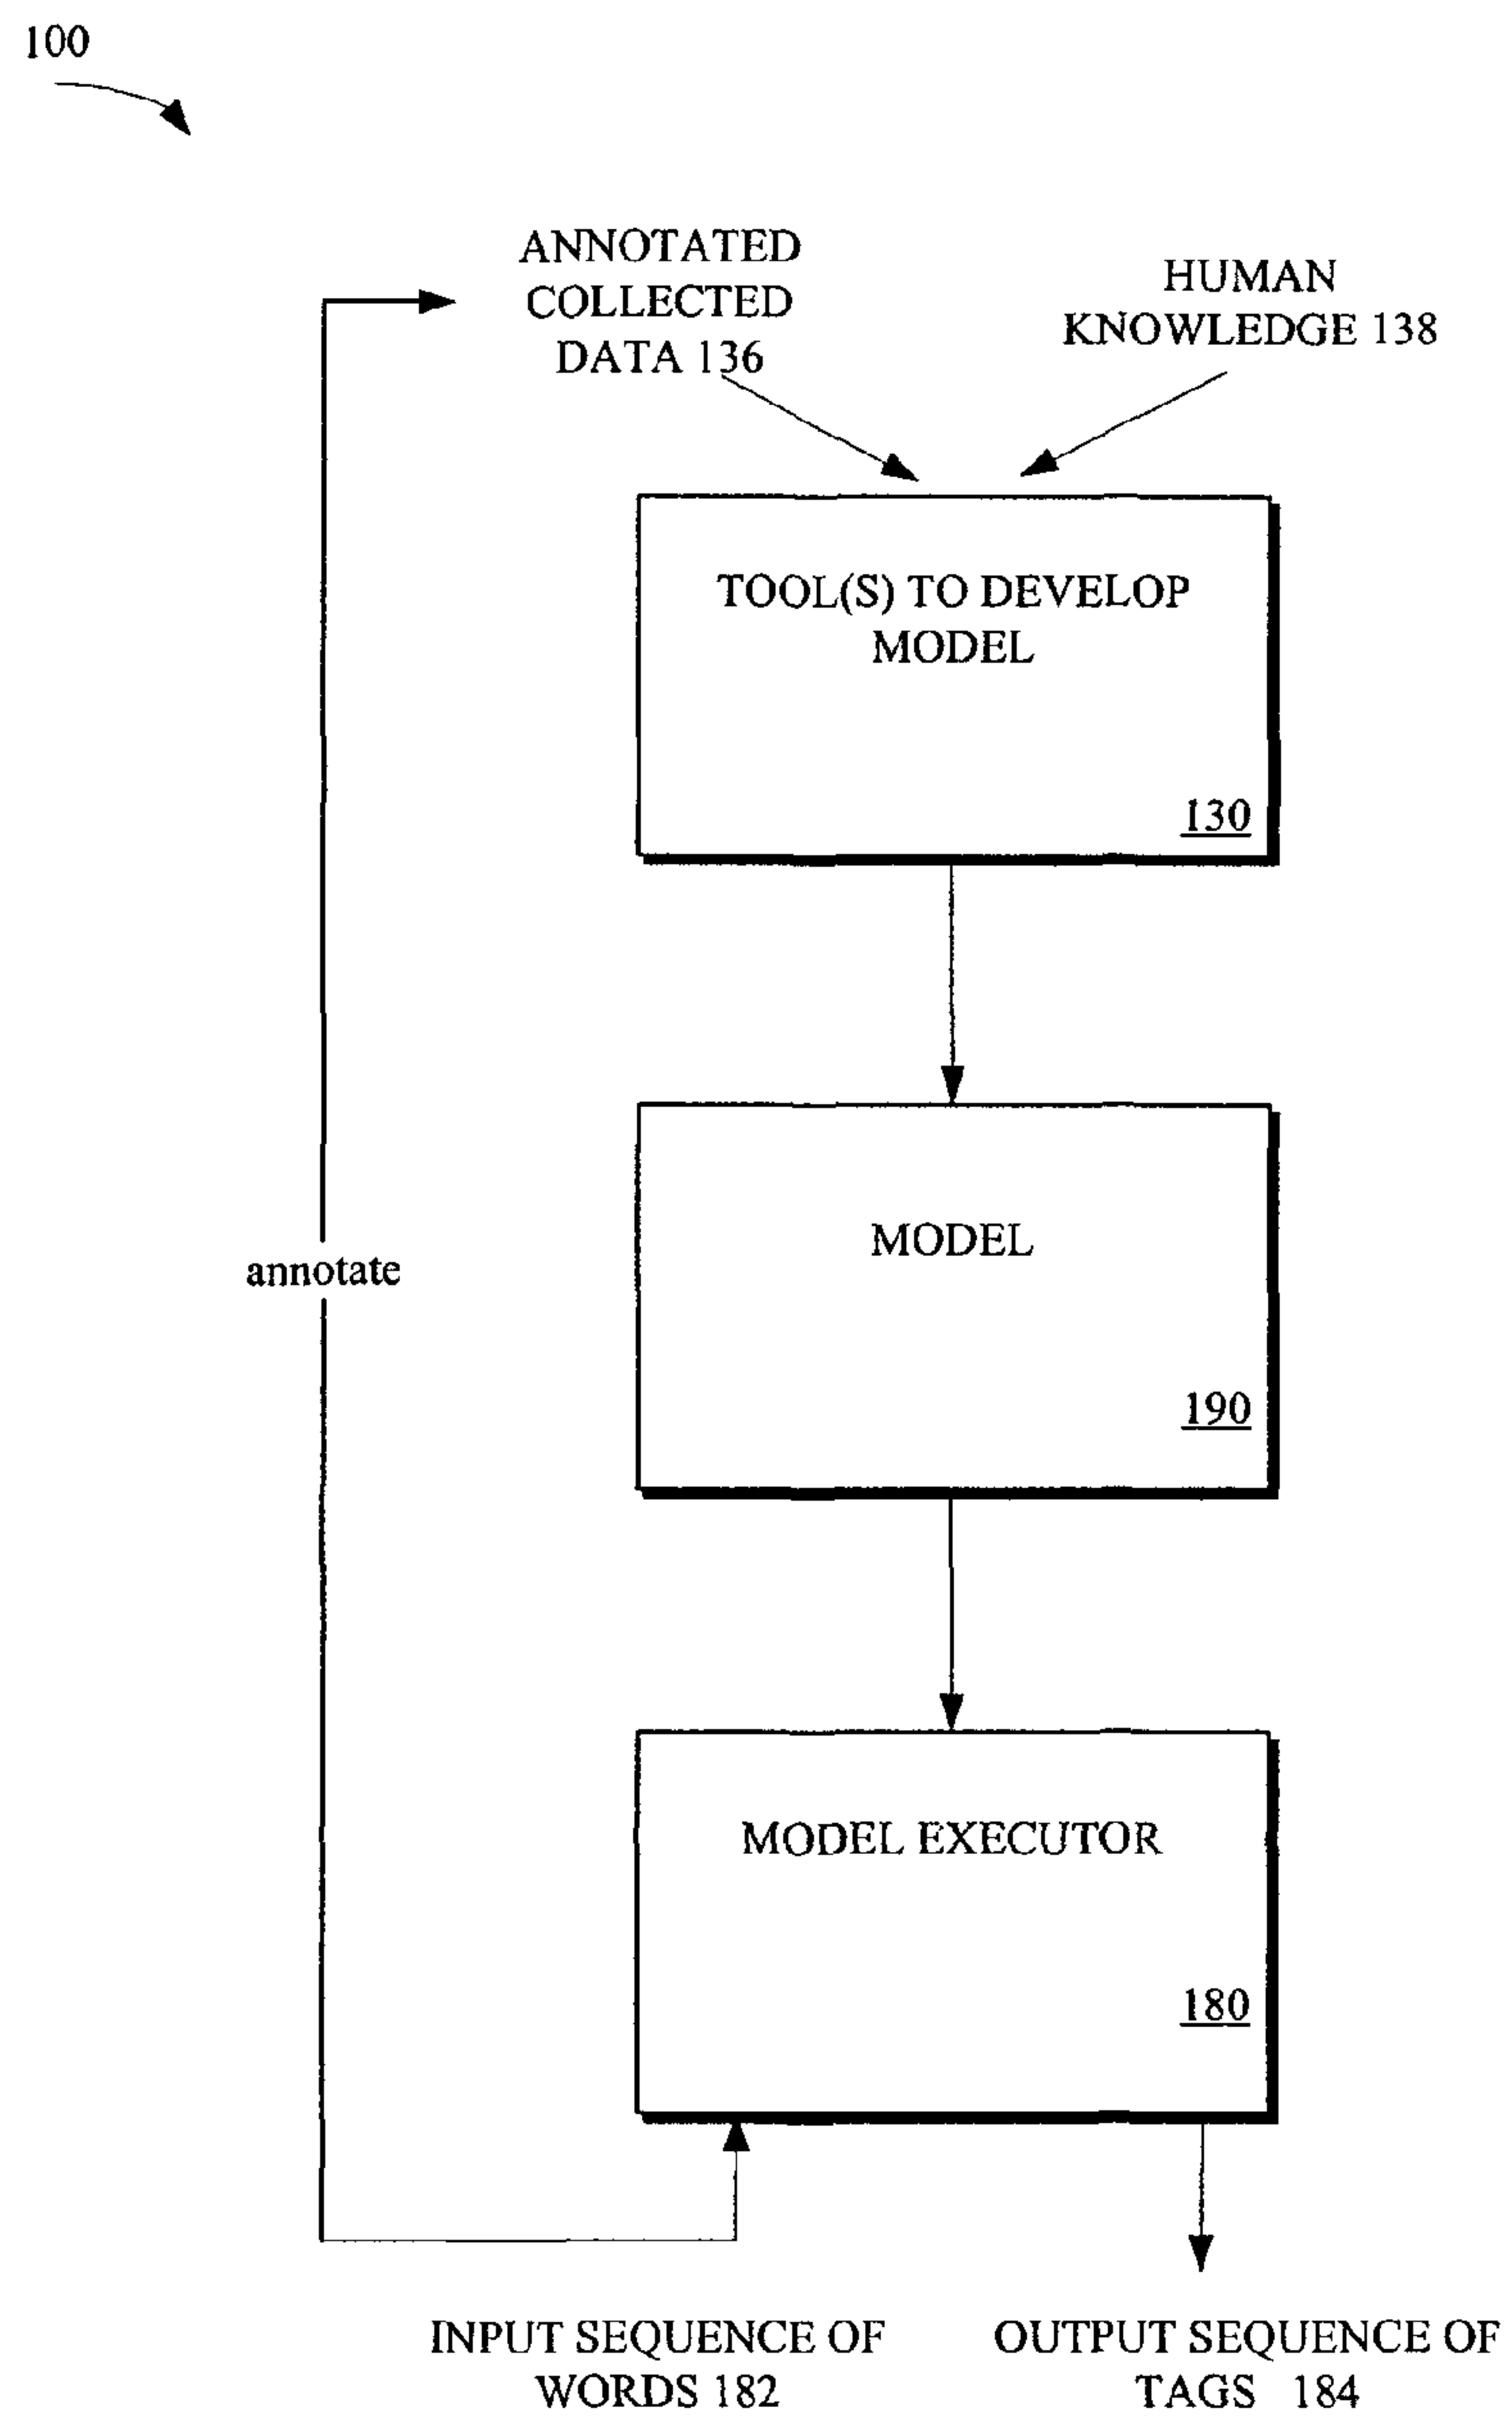 100
ANNOTATED
COLLECTED
DATA 136
HUMAN
KNOWLEDGE 138
TOOL(S) TO DEVELOP
MODEL
130
MODEL
190
annotate
MODEL EXECUTOR
180
INPUT SEQUENCE OF
WORDS 182
OUTPUT SEQUENCE OF
TAGS 184